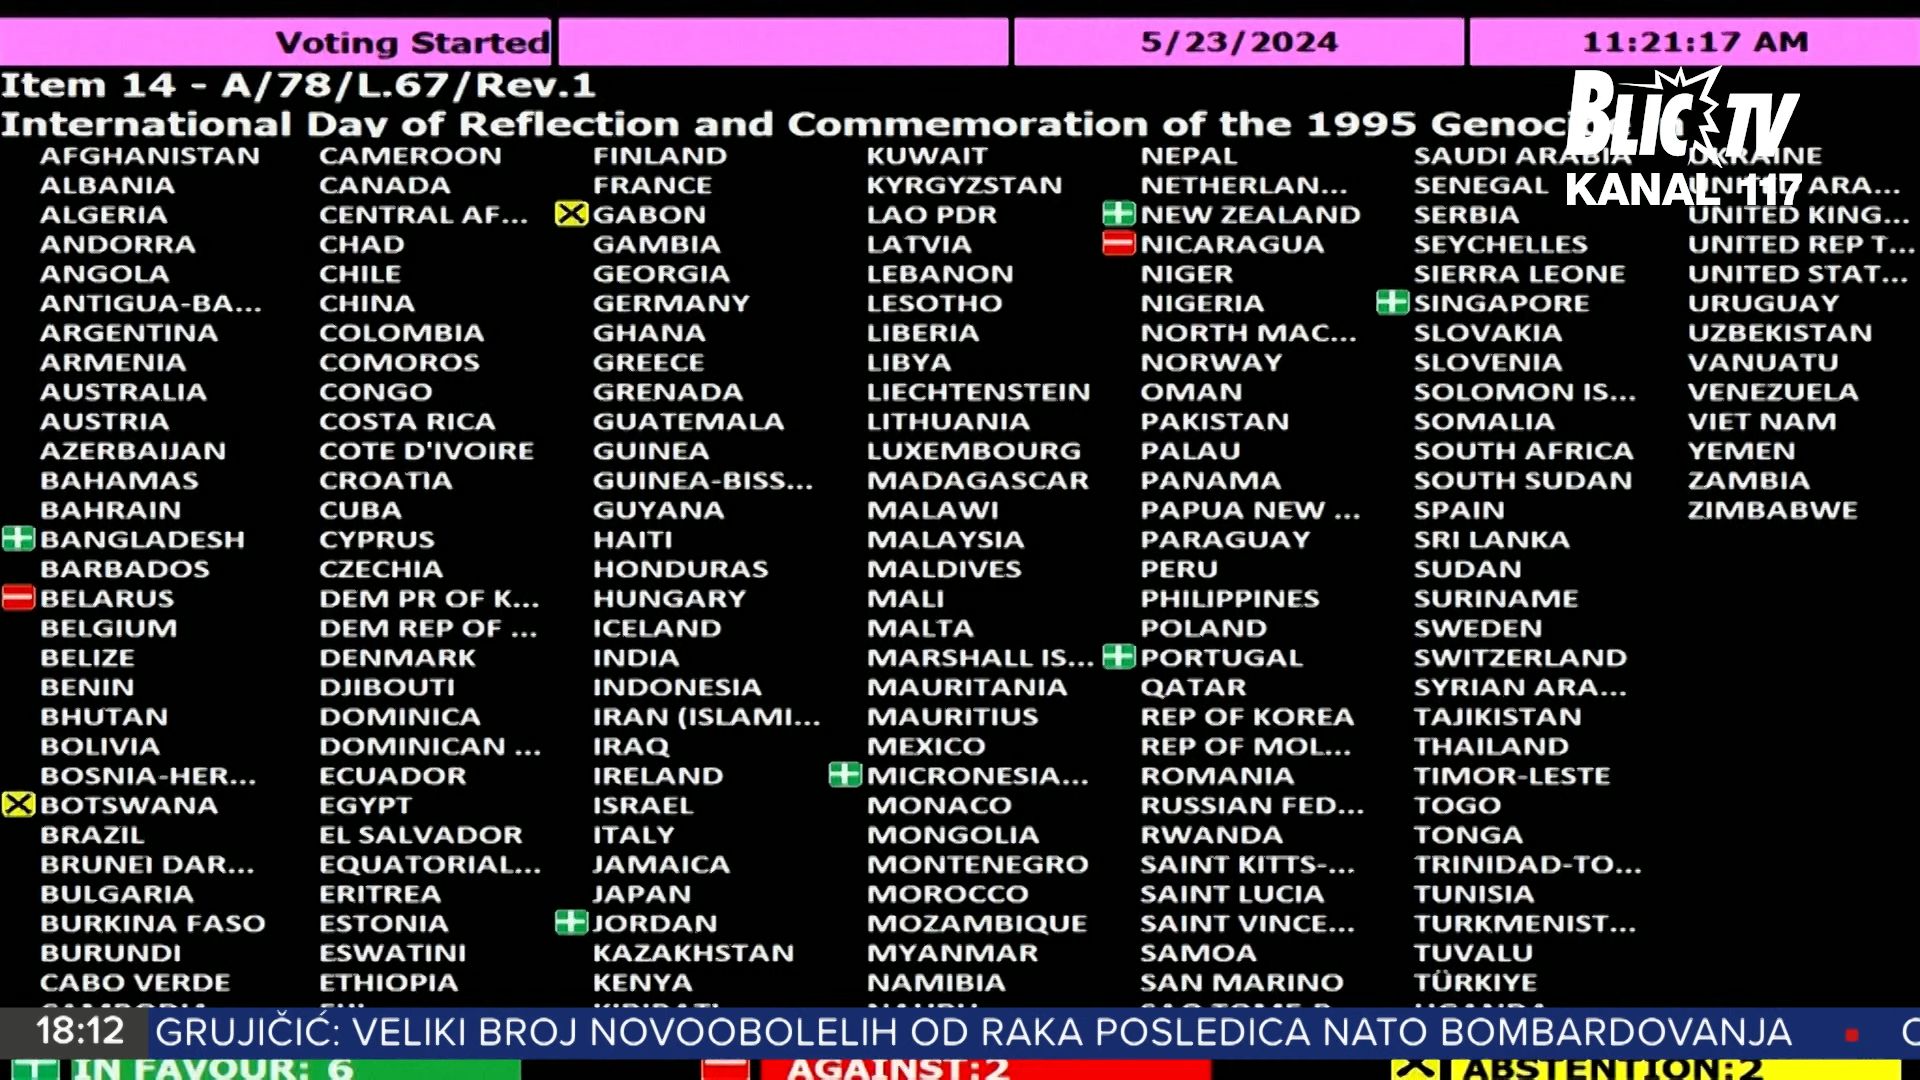 Voting Started 5/23/2024 11:21:17 AM
Item 14 - A/78/L.67/Rev.1
International Day of Reflection and Commemoration of the 1995
BLIC TV
KANAL 117
AFGHANISTAN CAMEROON FINLAND KUWAIT NEPAL SAUDI ARABIA UKRAINE
ALBANIA CANADA FRANCE KYRGYZSTAN NETHERLAN... SENEGAL UNITED ARA...
ALGERIA CENTRAL AF... GABON LAO PDR NEW ZEALAND SERBIA UNITED KING...
ANDORRA CHAD GAMBIA LATVIA NICARAGUA SEYCHELLES UNITED REP T...
ANGOLA CHILE GEORGIA LEBANON NIGER SIERRA LEONE UNITED STAT...
ANTIGUA-BA... CHINA GERMANY LESOTHO NIGERIA SINGAPORE URUGUAY
ARGENTINA COLOMBIA GHANA LIBERIA NORTH MAC... SLOVAKIA UZBEKISTAN
ARMENIA COMOROS GREECE LIBYA NORWAY SLOVENIA VANUATU
AUSTRALIA CONGO GRENADA LIECHTENSTEIN OMAN SOLOMON IS... VENEZUELA
AUSTRIA COSTA RICA GUATEMALA LITHUANIA PAKISTAN SOMALIA VIET NAM
AZERBAIJAN COTE D'IVOIRE GUINEA LUXEMBOURG PALAU SOUTH AFRICA YEMEN
BAHAMAS CROATIA GUINEA-BISS... MADAGASCAR PANAMA SOUTH SUDAN ZAMBIA
BAHRAIN CUBA GUYANA MALAWI PAPUA NEW ... SPAIN ZIMBABWE
BANGLADESH CYPRUS HAITI MALAYSIA PARAGUAY SRI LANKA
BARBADOS CZECHIA HONDURAS MALDIVES PERU SUDAN
BELARUS DEM PR OF K... HUNGARY MALI PHILIPPINES SURINAME
BELGIUM DEM REP OF ... ICELAND MALTA POLAND SWEDEN
BELIZE DENMARK INDIA MARSHALL IS... PORTUGAL SWITZERLAND
BENIN DJIBOUTI INDONESIA MAURITANIA QATAR SYRIAN ARA...
BHUTAN DOMINICA IRAN (ISLAMI... MAURITIUS REP OF KOREA TAJIKISTAN
BOLIVIA DOMINICAN ... IRAQ MEXICO REP OF MOL... THAILAND
BOSNIA-HER... ECUADOR IRELAND MICRONESIA... ROMANIA TIMOR-LESTE
BOTSWANA EGYPT ISRAEL MONACO RUSSIAN FED... TOGO
BRAZIL EL SALVADOR ITALY MONGOLIA RWANDA TONGA
BRUNEI DAR... EQUATORIAL... JAMAICA MONTENEGRO SAINT KITTS-... TRINIDAD-TO...
BULGARIA ERITREA JAPAN MOROCCO SAINT LUCIA TUNISIA
BURKINA FASO ESTONIA JORDAN MOZAMBIQUE SAINT VINCE... TURKMENIST...
BURUNDI ESWATINI KAZAKHSTAN MYANMAR SAMOA TUVALU
CABO VERDE ETHIOPIA KENYA NAMIBIA SAN MARINO TÜRKIYE
18:12 GRUJIČIĆ: VELIKI BROJ NOVOOBOLELIH OD RAKA POSLEDICA NATO BOMBARDOVANJA
IN FAVOUR: 6 AGAINST:2 ABSTENTION:2